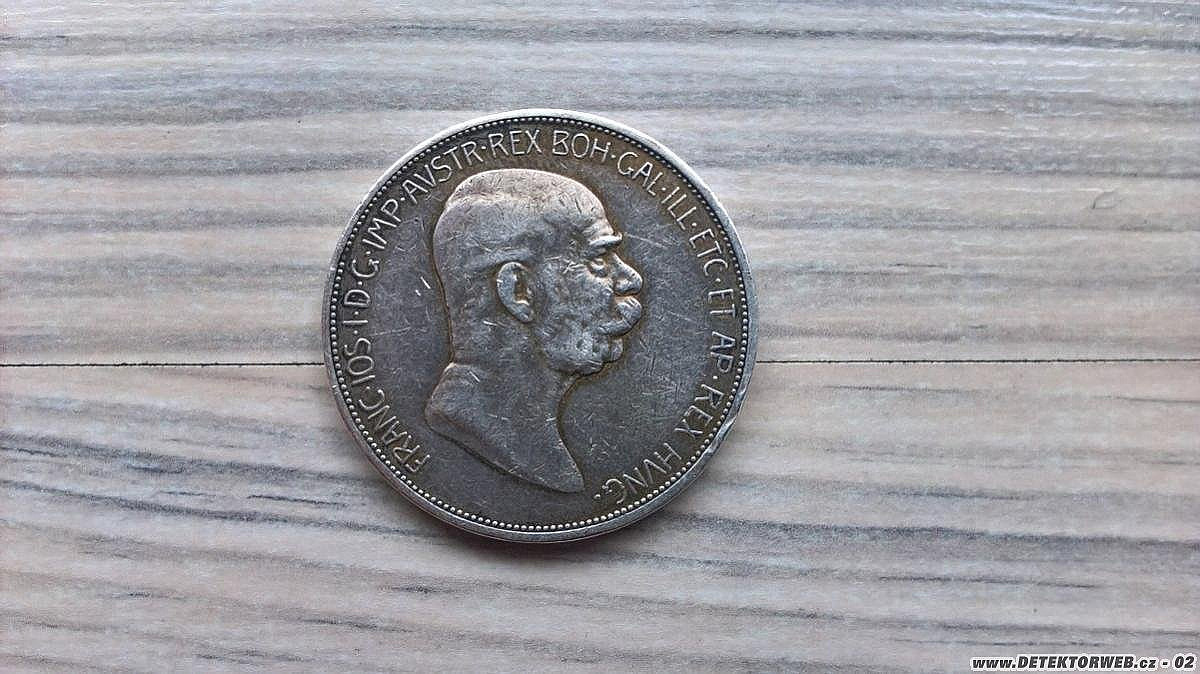 FRANC·IOS·I·D·G·IMP·AVSTR·REX BOH·GAL·ILL·ETC·ET AP·REX HVNG·
www.DETEKTORWEB.cz - 02